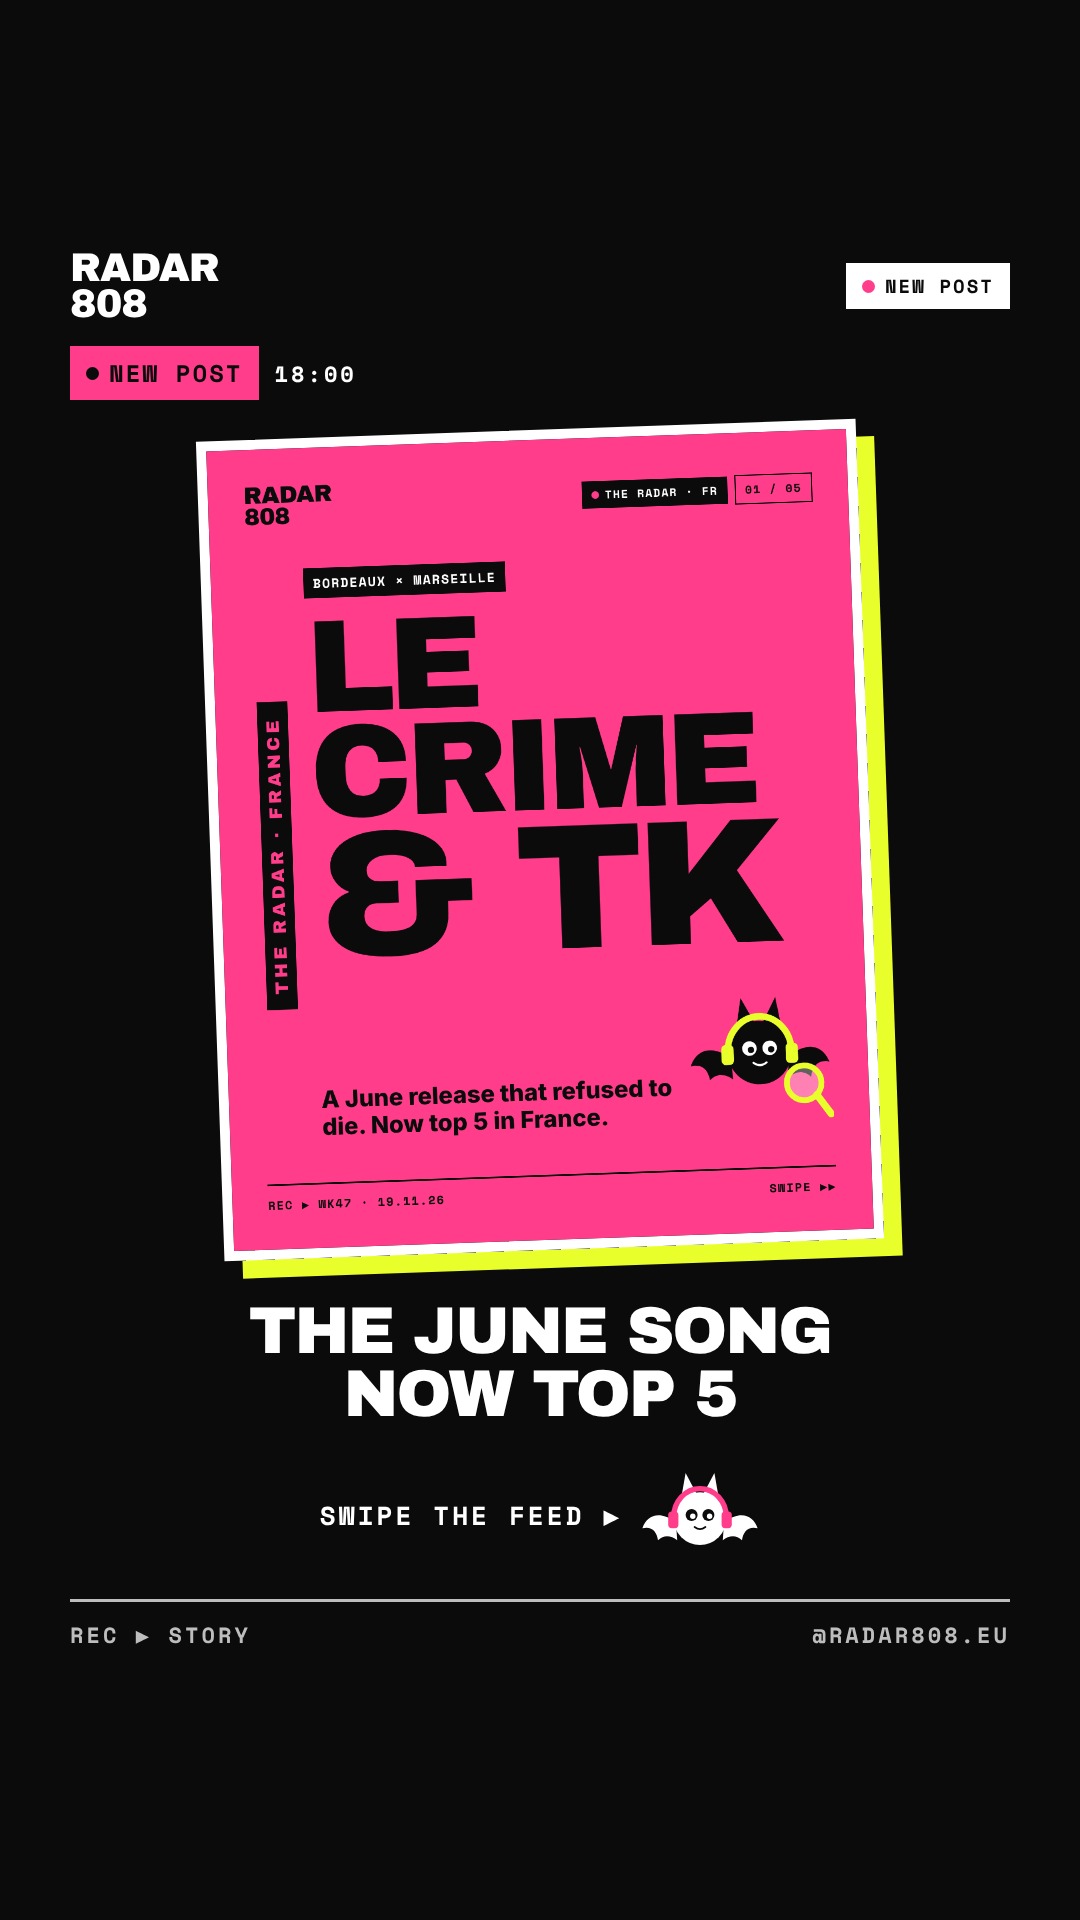 RADAR
808
● NEW POST
● NEW POST 18:00
RADAR
808
● THE RADAR · FR
01 / 05
BORDEAUX × MARSEILLE
LE
CRIME
& TK
THE RADAR · FRANCE
A June release that refused to
die. Now top 5 in France.
REC ▶ WK47 · 19.11.26
SWIPE ▶▶
THE JUNE SONG
NOW TOP 5
SWIPE THE FEED ▶
REC ▶ STORY
@RADAR808.EU